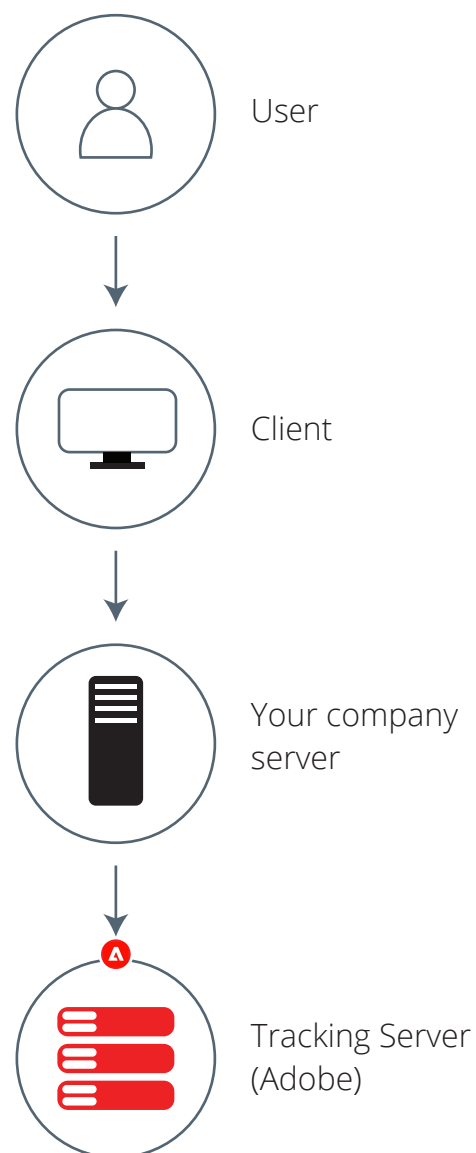 User
Client
Your company
server
Tracking Server
(Adobe)